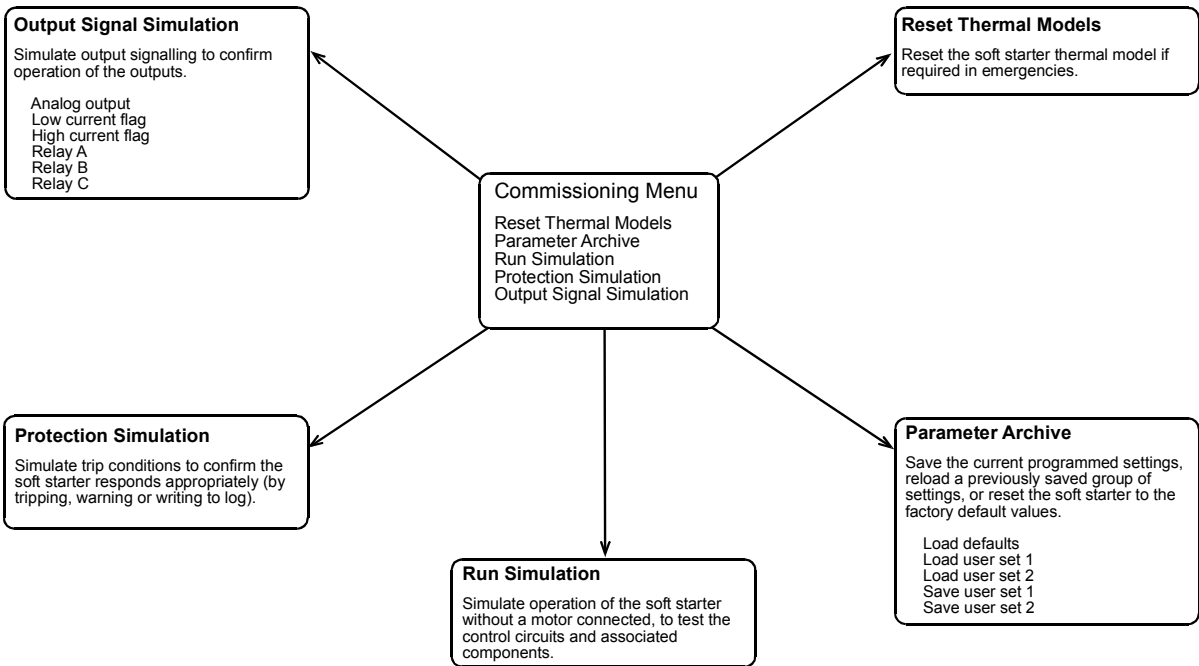 Output Signal Simulation
Simulate output signalling to confirm
operation of the outputs.
Analog output
Low current flag
High current flag
Relay A
Relay B
Relay C
Reset Thermal Models
Reset the soft starter thermal model if
required in emergencies.
Commissioning Menu
Reset Thermal Models
Parameter Archive
Run Simulation
Protection Simulation
Output Signal Simulation
Protection Simulation
Simulate trip conditions to confirm the
soft starter responds appropriately (by
tripping, warning or writing to log).
Run Simulation
Simulate operation of the soft starter
without a motor connected, to test the
control circuits and associated
components.
Parameter Archive
Save the current programmed settings,
reload a previously saved group of
settings, or reset the soft starter to the
factory default values.
Load defaults
Load user set 1
Load user set 2
Save user set 1
Save user set 2